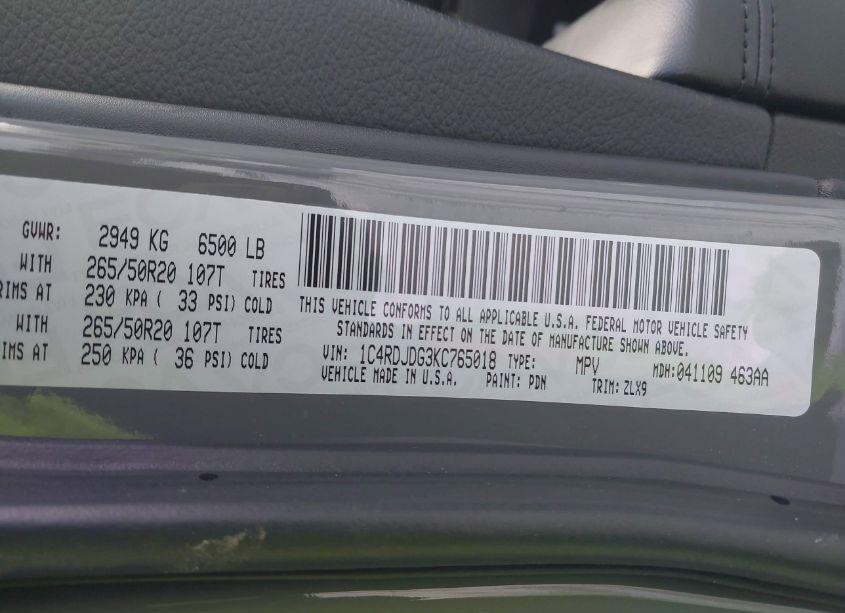 GVWR: 2949 KG 6500 LB
WITH 265/50R20 107T TIRES
RIMS AT 230 KPA ( 33 PSI) COLD
WITH 265/50R20 107T TIRES
IMS AT 250 KPA ( 36 PSI) COLD
THIS VEHICLE CONFORMS TO ALL APPLICABLE U.S.A. FEDERAL MOTOR VEHICLE SAFETY
STANDARDS IN EFFECT ON THE DATE OF MANUFACTURE SHOWN ABOVE.
VIN: 1C4RDJDG3KC765018 TYPE: MPV MDH:041109 463AA
VEHICLE MADE IN U.S.A. PAINT: PDN TRIM: ZLX9